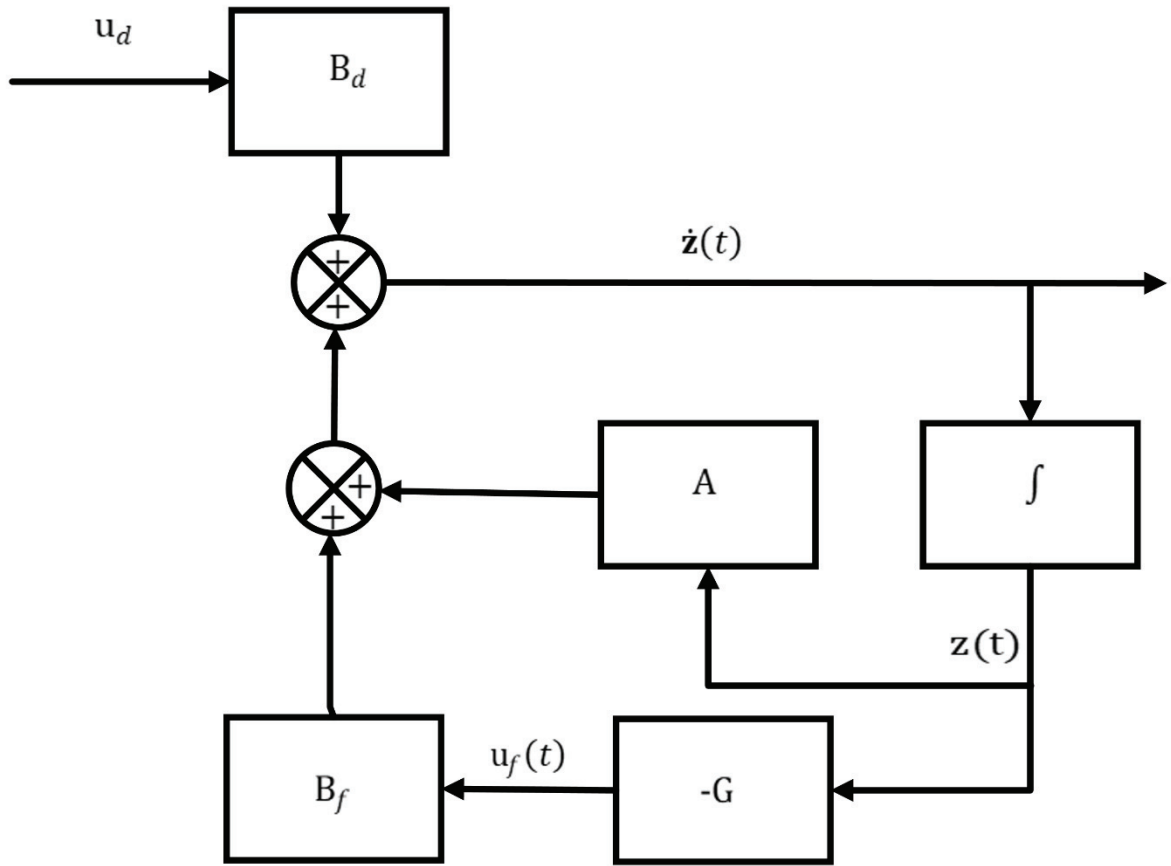 u_d
B_d
+
+
ż(t)
A
∫
+
+
z(t)
B_f
u_f(t)
-G